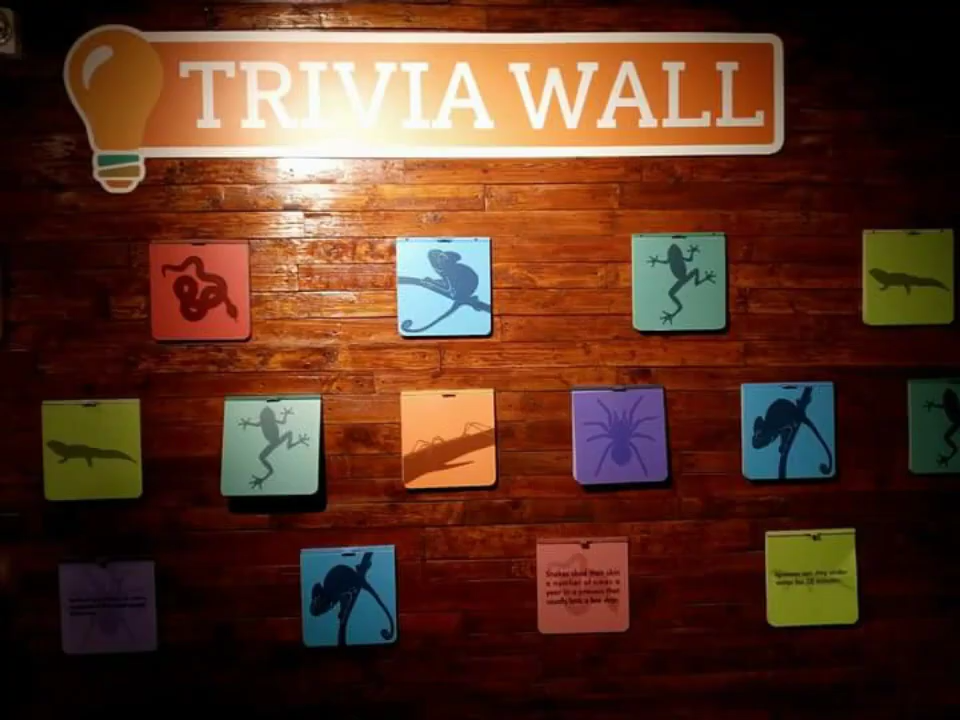 TRIVIA WALL
Snakes shed their skin
a number of times a
year in a process that
usually lasts a few days.
Iguanas can stay under
water for 28 minutes.